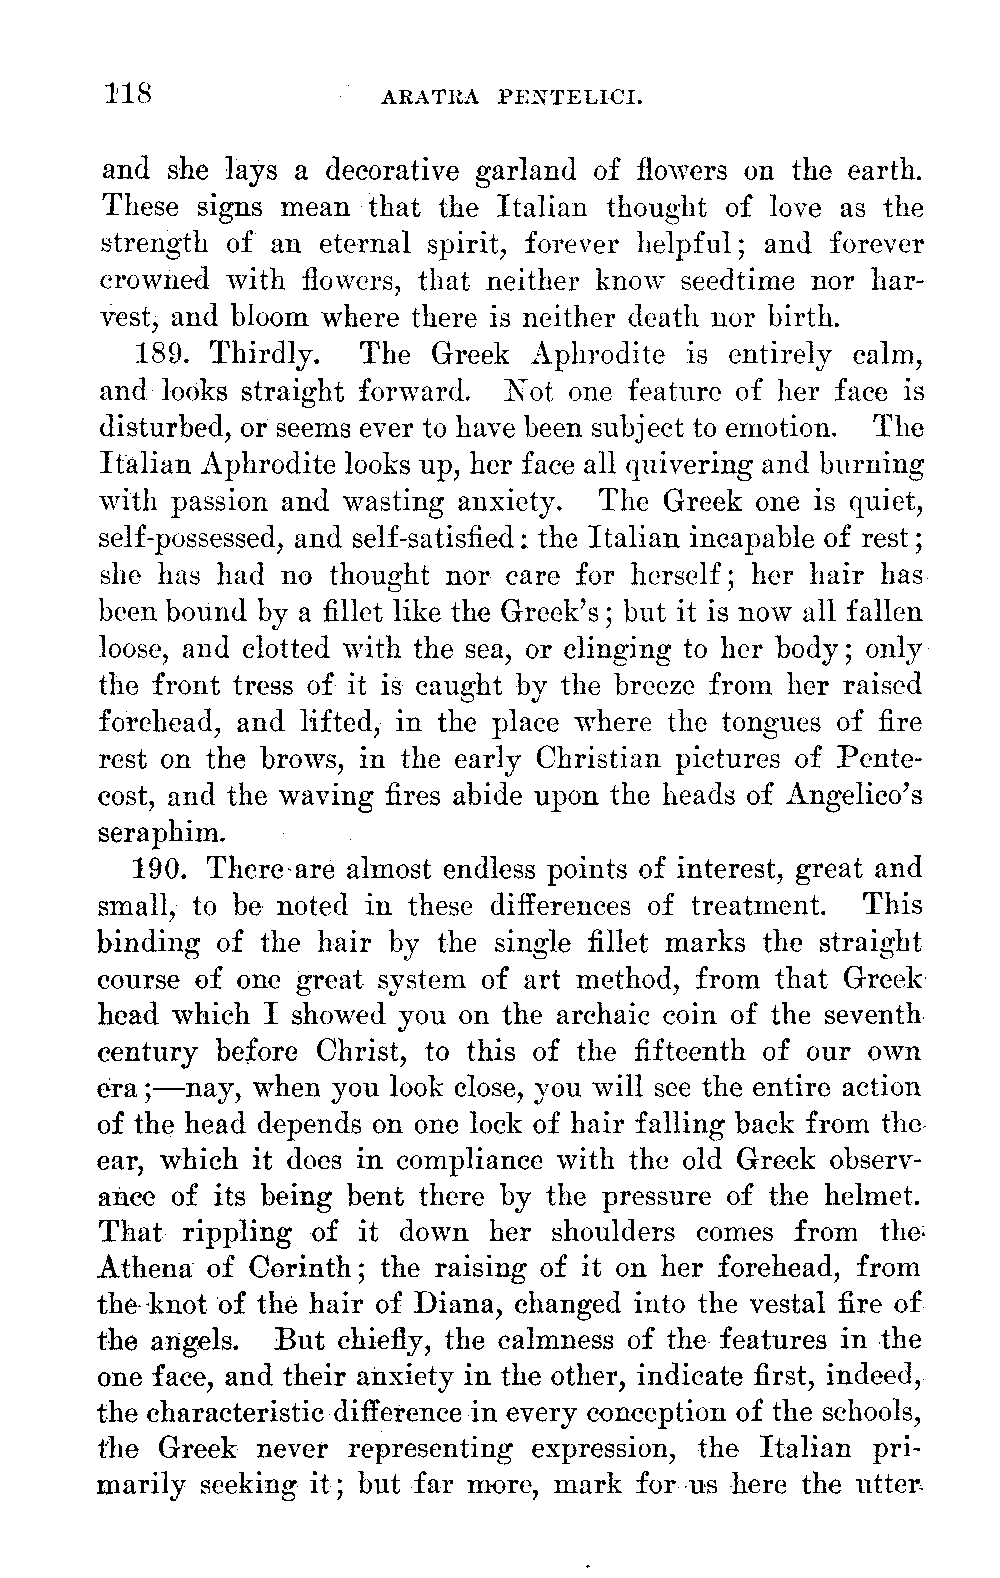 118 ARATRA PENTELICI.
and she lays a decorative garland of flowers on the earth.
These signs mean that the Italian thought of love as the
strength of an eternal spirit, forever helpful; and forever
crowned with flowers, that neither know seedtime nor har-
vest, and bloom where there is neither death nor birth.
189. Thirdly. The Greek Aphrodite is entirely calm,
and looks straight forward. Not one feature of her face is
disturbed, or seems ever to have been subject to emotion. The
Italian Aphrodite looks up, her face all quivering and burning
with passion and wasting anxiety. The Greek one is quiet,
self-possessed, and self-satisfied: the Italian incapable of rest;
she has had no thought nor care for herself; her hair has
been bound by a fillet like the Greek's; but it is now all fallen
loose, and clotted with the sea, or clinging to her body; only
the front tress of it is caught by the breeze from her raised
forehead, and lifted, in the place where the tongues of fire
rest on the brows, in the early Christian pictures of Pente-
cost, and the waving fires abide upon the heads of Angelico's
seraphim.
190. There are almost endless points of interest, great and
small, to be noted in these differences of treatment. This
binding of the hair by the single fillet marks the straight
course of one great system of art method, from that Greek
head which I showed you on the archaic coin of the seventh
century before Christ, to this of the fifteenth of our own
era;—nay, when you look close, you will see the entire action
of the head depends on one lock of hair falling back from the
ear, which it does in compliance with the old Greek observ-
ance of its being bent there by the pressure of the helmet.
That rippling of it down her shoulders comes from the
Athena of Corinth; the raising of it on her forehead, from
the knot of the hair of Diana, changed into the vestal fire of
the angels. But chiefly, the calmness of the features in the
one face, and their anxiety in the other, indicate first, indeed,
the characteristic difference in every conception of the schools,
the Greek never representing expression, the Italian pri-
marily seeking it; but far more, mark for us here the utter